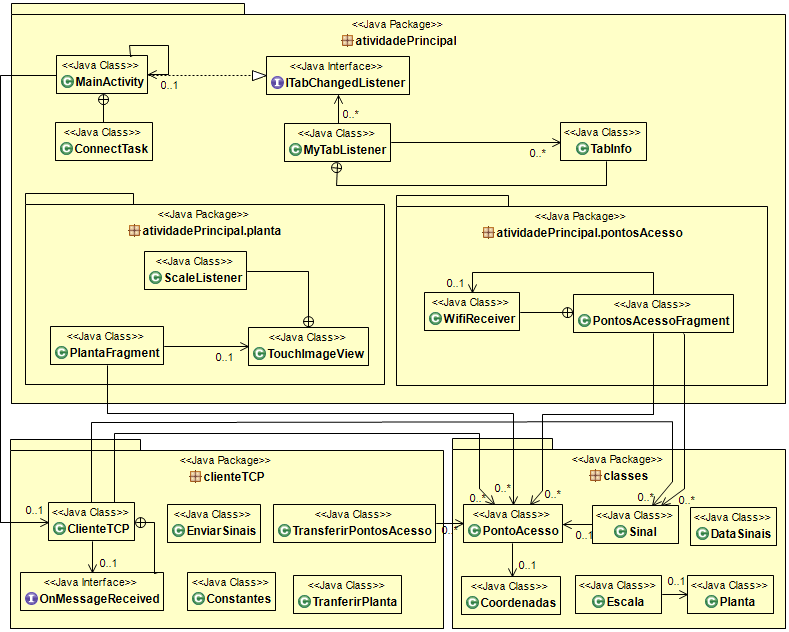 <<Java Package>>
atividadePrincipal
<<Java Class>>
MainActivity
0..1
<<Java Interface>>
ITabChangedListener
0..*
<<Java Class>>
ConnectTask
<<Java Class>>
MyTabListener
0..*
<<Java Class>>
TabInfo
<<Java Package>>
atividadePrincipal.planta
<<Java Class>>
ScaleListener
<<Java Class>>
PlantaFragment
0..1
<<Java Class>>
TouchImageView
<<Java Package>>
atividadePrincipal.pontosAcesso
0..1
<<Java Class>>
WifiReceiver
<<Java Class>>
PontosAcessoFragment
<<Java Package>>
clienteTCP
0..1
<<Java Class>>
ClienteTCP
<<Java Class>>
EnviarSinais
<<Java Class>>
TransferirPontosAcesso
0..1
<<Java Interface>>
OnMessageReceived
<<Java Class>>
Constantes
<<Java Class>>
TranferirPlanta
<<Java Package>>
classes
0..*
0..*
0..*
0..*
0..*
<<Java Class>>
PontoAcesso
0..1
<<Java Class>>
Sinal
<<Java Class>>
DataSinais
0..1
<<Java Class>>
Coordenadas
<<Java Class>>
Escala
0..1
<<Java Class>>
Planta